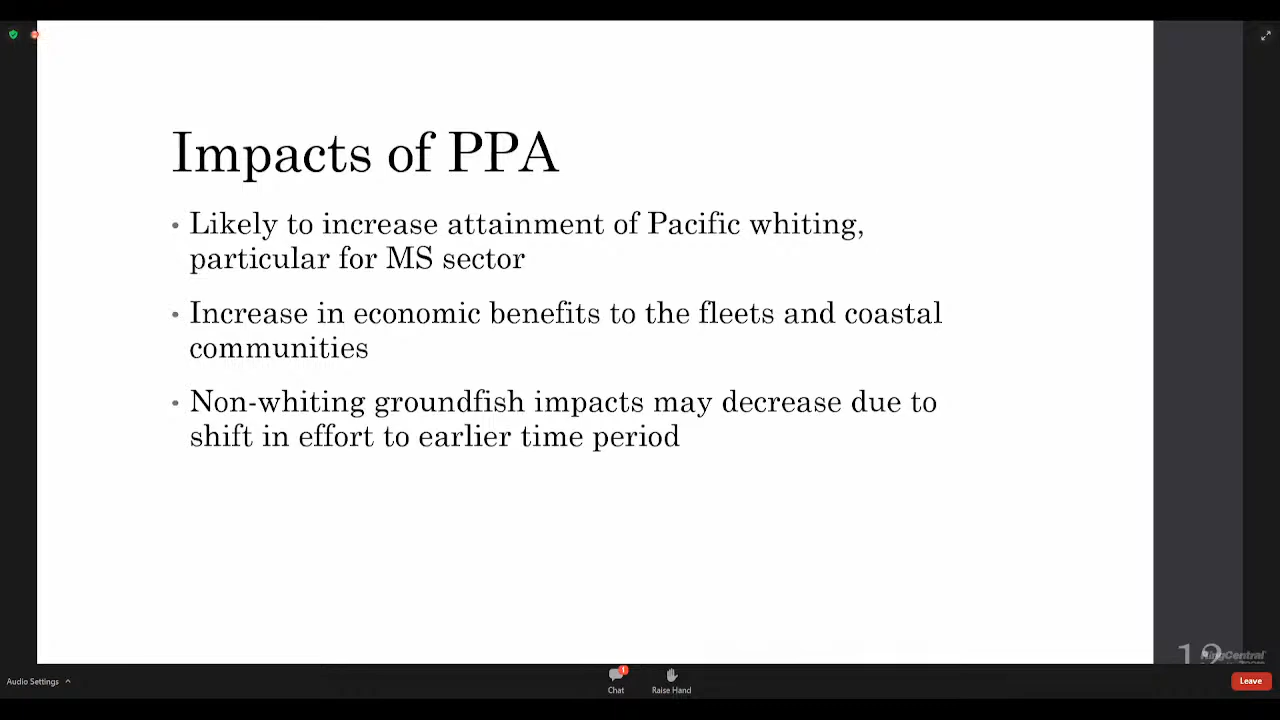 Impacts of PPA
• Likely to increase attainment of Pacific whiting,
particular for MS sector
• Increase in economic benefits to the fleets and coastal
communities
• Non-whiting groundfish impacts may decrease due to
shift in effort to earlier time period
RingCentral
Audio Settings
1
Chat
Raise Hand
Leave